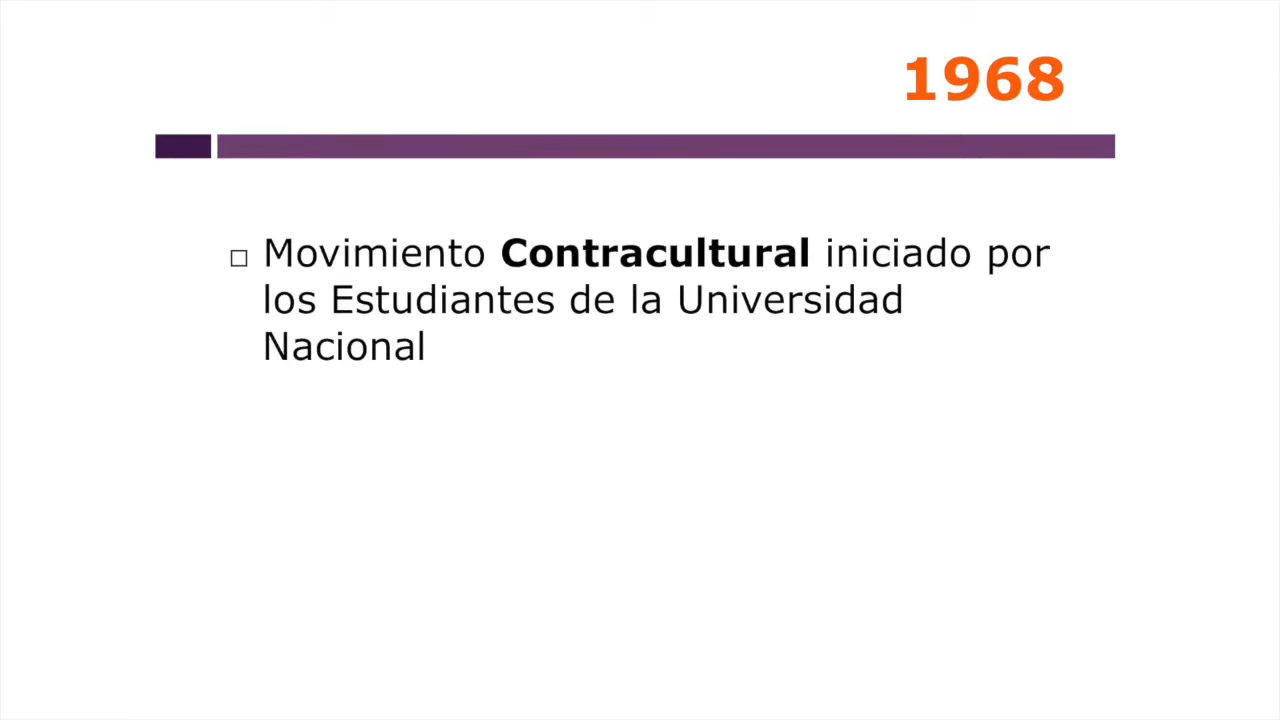 1968
Movimiento Contracultural iniciado por
los Estudiantes de la Universidad
Nacional